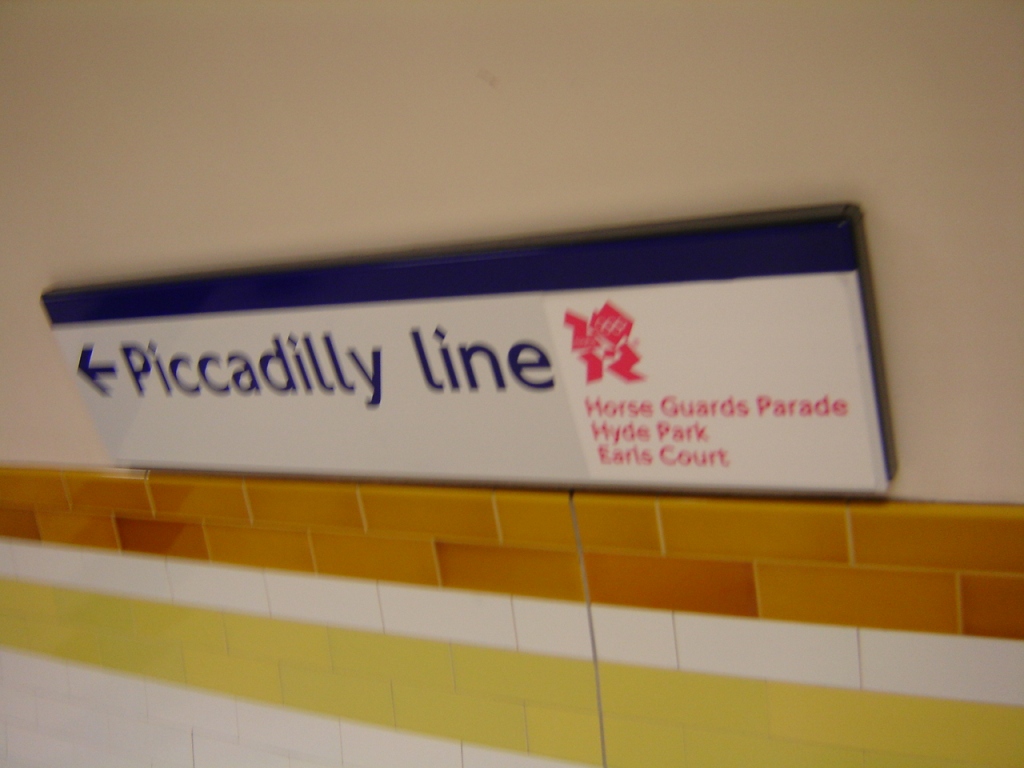 ←Piccadilly line
Horse Guards Parade
Hyde Park
Earls Court